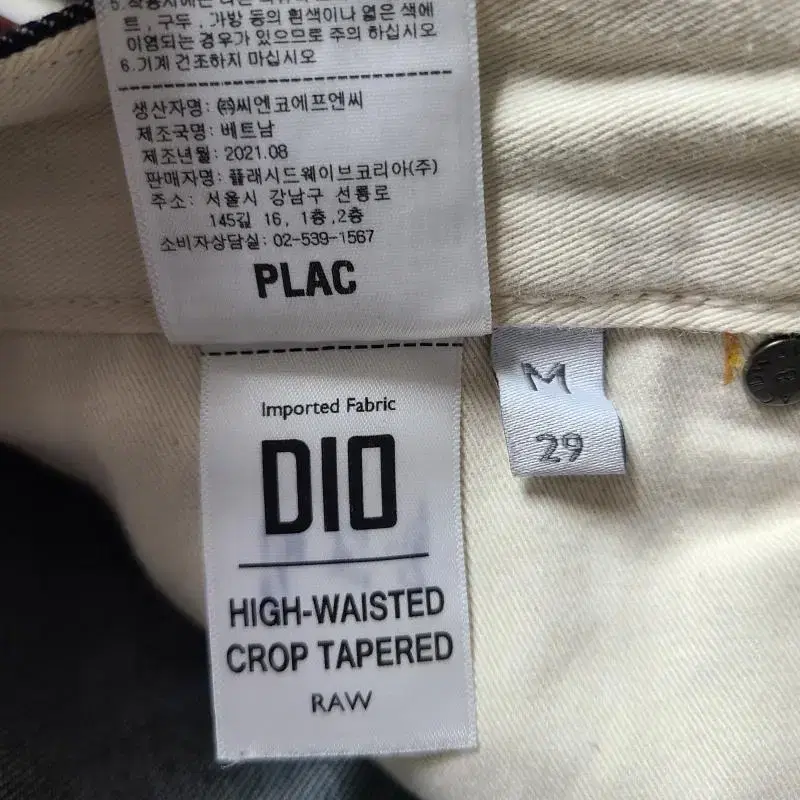 트, 구두, 가방 등의 흰색이나 옅은 색에
이염되는 경우가 있으므로 주의 하십시오
6.기계 건조하지 마십시오
생산자명: ㈜씨엔코에프엔씨
제조국명: 베트남
제조년월: 2021.08
판매자명: 플래시드웨이브코리아(주)
주소: 서울시 강남구 선릉로
145길 16, 1층,2층
소비자상담실: 02-539-1567
PLAC
Imported Fabric
DIO
HIGH-WAISTED
CROP TAPERED
RAW
M
29